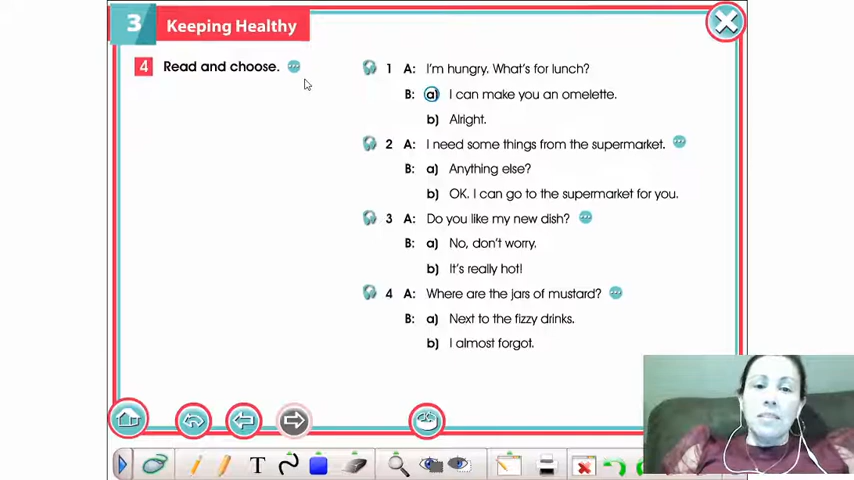 3 Keeping Healthy
4 Read and choose.
1 A: I'm hungry. What's for lunch?
B: a) I can make you an omelette.
b) Alright.
2 A: I need some things from the supermarket.
B: a) Anything else?
b) OK. I can go to the supermarket for you.
3 A: Do you like my new dish?
B: a) No, don't worry.
b) It's really hot!
4 A: Where are the jars of mustard?
B: a) Next to the fizzy drinks.
b) I almost forgot.
T